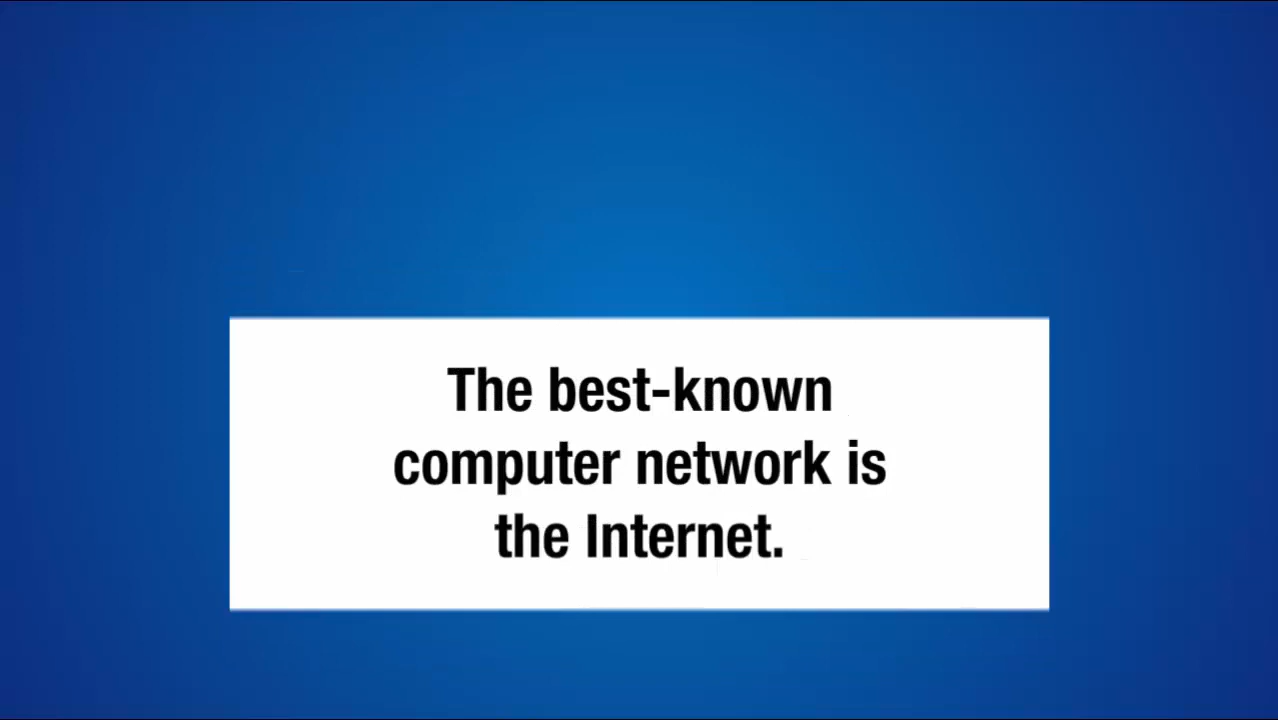 The best-known
computer network is
the Internet.